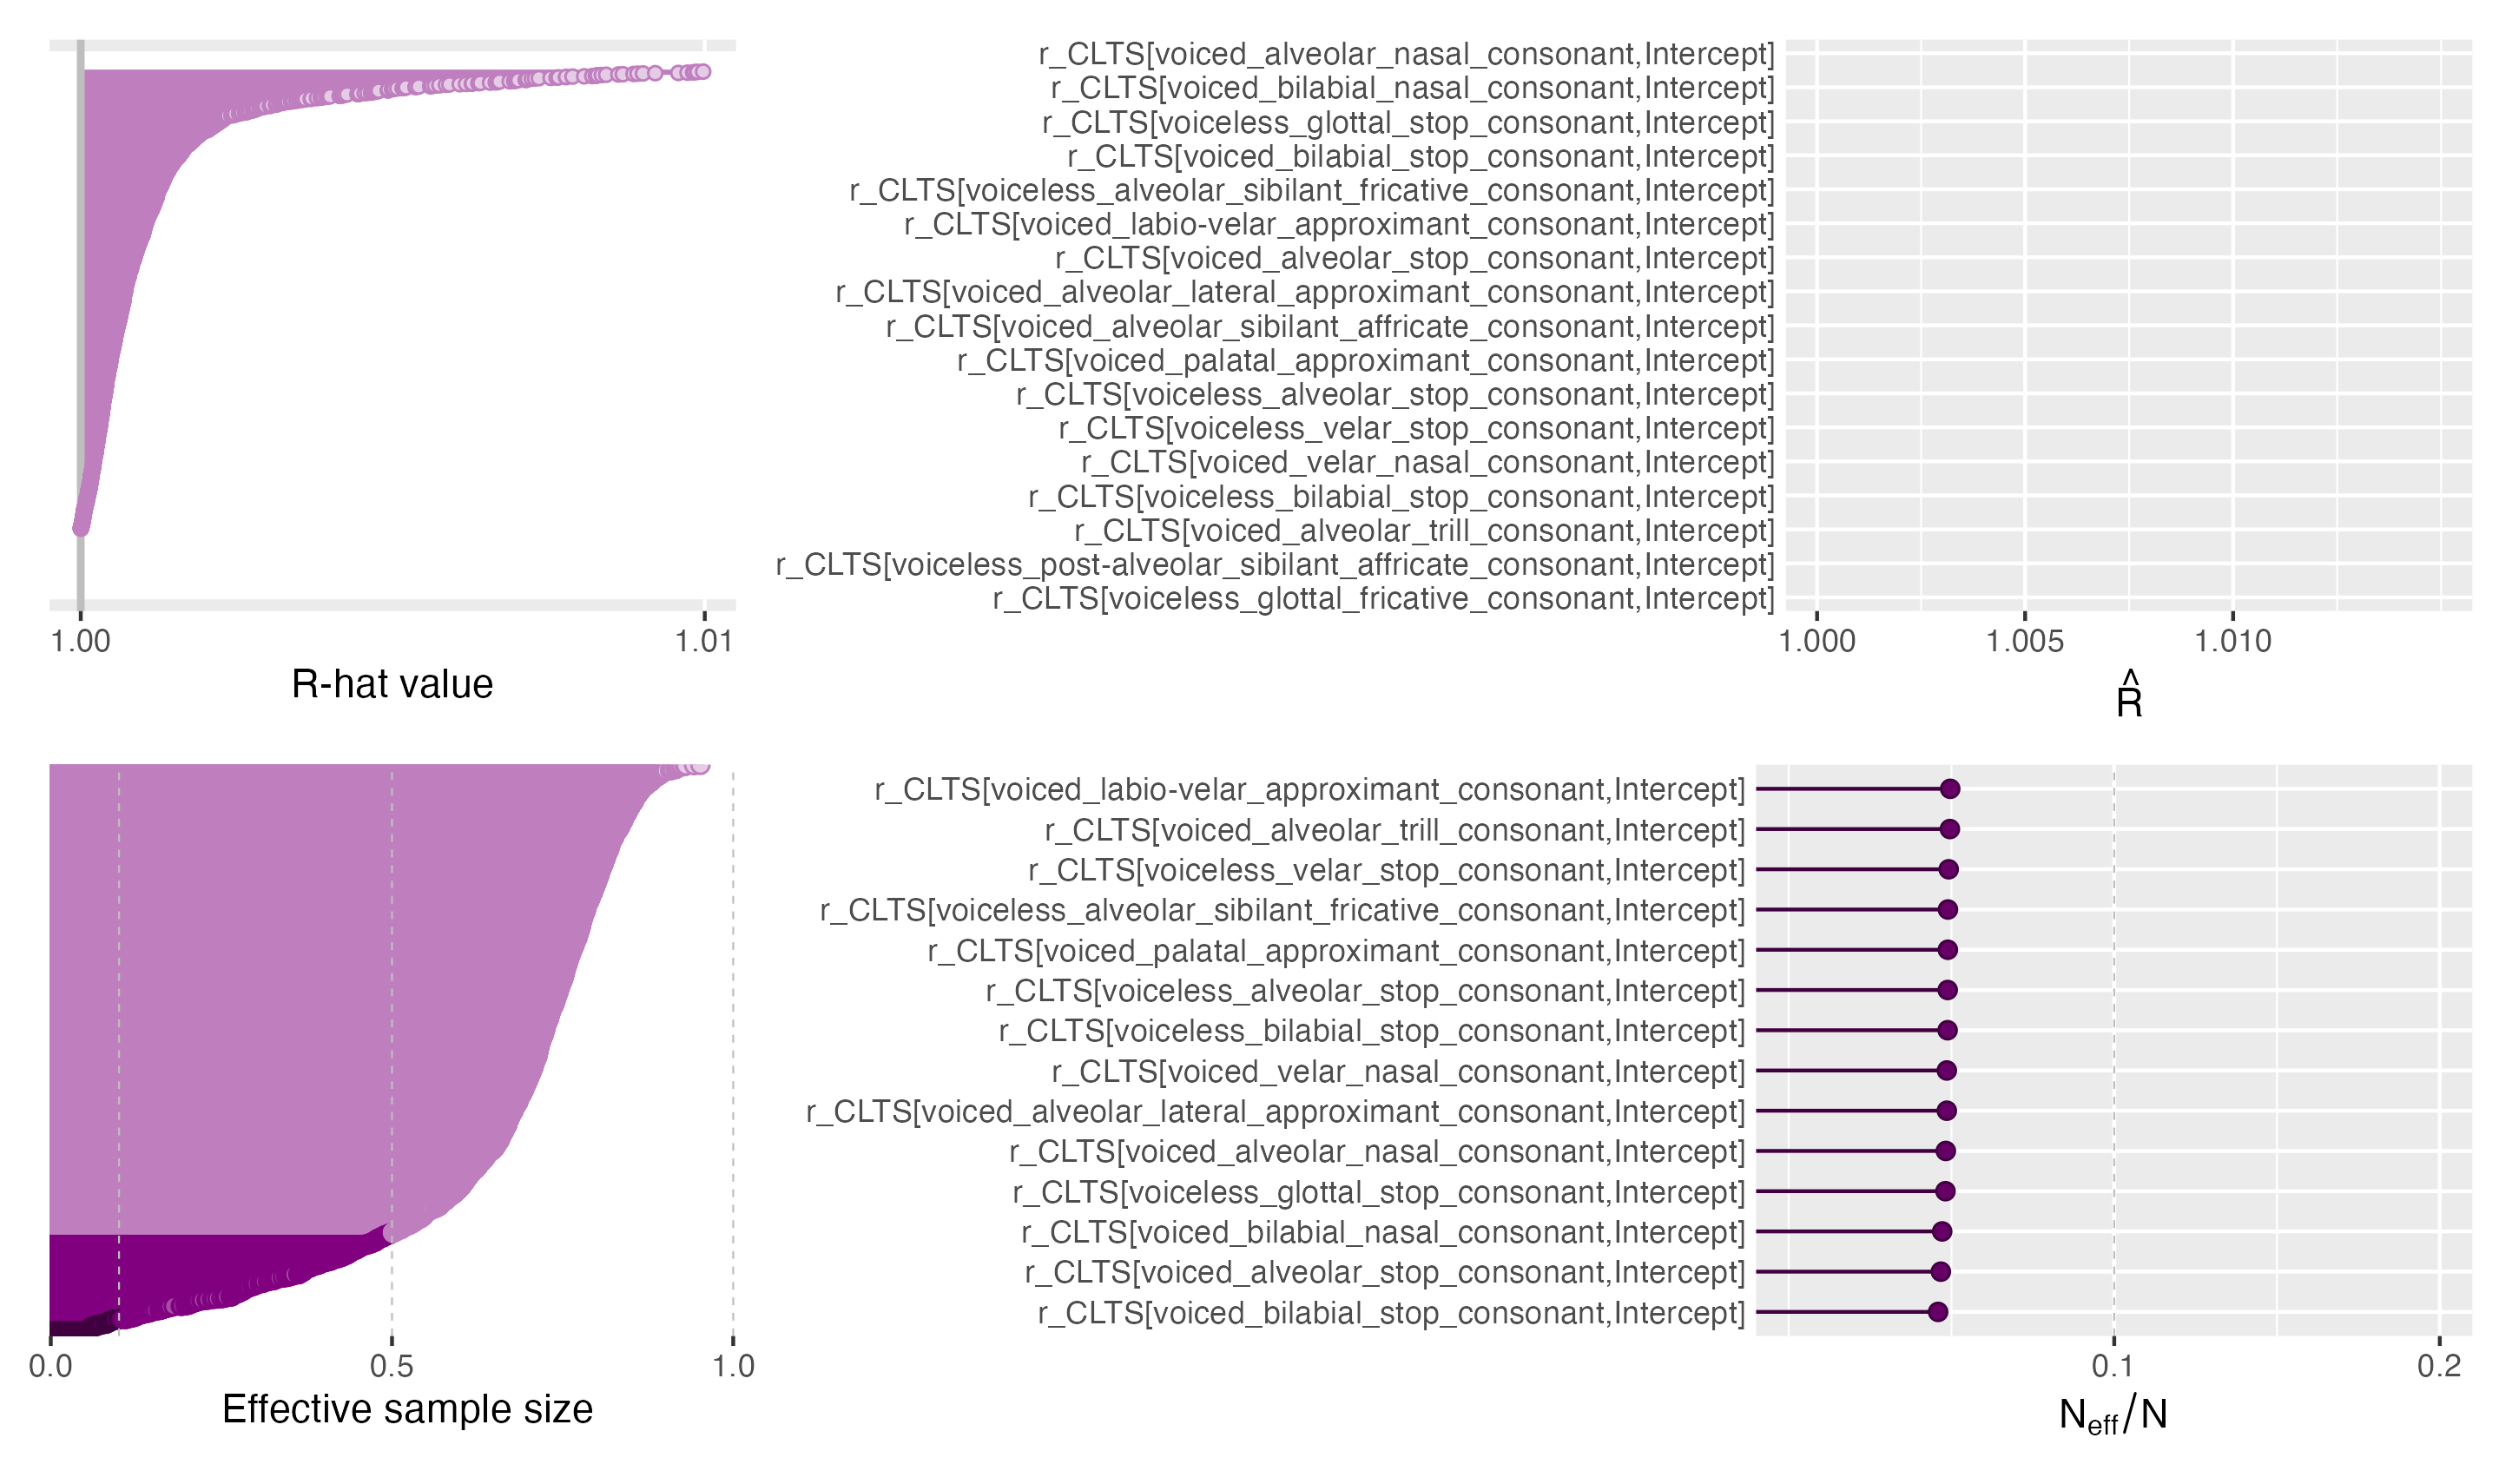 1.00 1.01
R-hat value
r_CLTS[voiced_alveolar_nasal_consonant,Intercept]
r_CLTS[voiced_bilabial_nasal_consonant,Intercept]
r_CLTS[voiceless_glottal_stop_consonant,Intercept]
r_CLTS[voiced_bilabial_stop_consonant,Intercept]
r_CLTS[voiceless_alveolar_sibilant_fricative_consonant,Intercept]
r_CLTS[voiced_labio-velar_approximant_consonant,Intercept]
r_CLTS[voiced_alveolar_stop_consonant,Intercept]
r_CLTS[voiced_alveolar_lateral_approximant_consonant,Intercept]
r_CLTS[voiced_alveolar_sibilant_affricate_consonant,Intercept]
r_CLTS[voiced_palatal_approximant_consonant,Intercept]
r_CLTS[voiceless_alveolar_stop_consonant,Intercept]
r_CLTS[voiceless_velar_stop_consonant,Intercept]
r_CLTS[voiced_velar_nasal_consonant,Intercept]
r_CLTS[voiceless_bilabial_stop_consonant,Intercept]
r_CLTS[voiced_alveolar_trill_consonant,Intercept]
r_CLTS[voiceless_post-alveolar_sibilant_affricate_consonant,Intercept]
r_CLTS[voiceless_glottal_fricative_consonant,Intercept]
1.000 1.005 1.010
R̂
0.0 0.5 1.0
Effective sample size
r_CLTS[voiced_labio-velar_approximant_consonant,Intercept]
r_CLTS[voiced_alveolar_trill_consonant,Intercept]
r_CLTS[voiceless_velar_stop_consonant,Intercept]
r_CLTS[voiceless_alveolar_sibilant_fricative_consonant,Intercept]
r_CLTS[voiced_palatal_approximant_consonant,Intercept]
r_CLTS[voiceless_alveolar_stop_consonant,Intercept]
r_CLTS[voiceless_bilabial_stop_consonant,Intercept]
r_CLTS[voiced_velar_nasal_consonant,Intercept]
r_CLTS[voiced_alveolar_lateral_approximant_consonant,Intercept]
r_CLTS[voiced_alveolar_nasal_consonant,Intercept]
r_CLTS[voiceless_glottal_stop_consonant,Intercept]
r_CLTS[voiced_bilabial_nasal_consonant,Intercept]
r_CLTS[voiced_alveolar_stop_consonant,Intercept]
r_CLTS[voiced_bilabial_stop_consonant,Intercept]
0.1 0.2
Neff/N